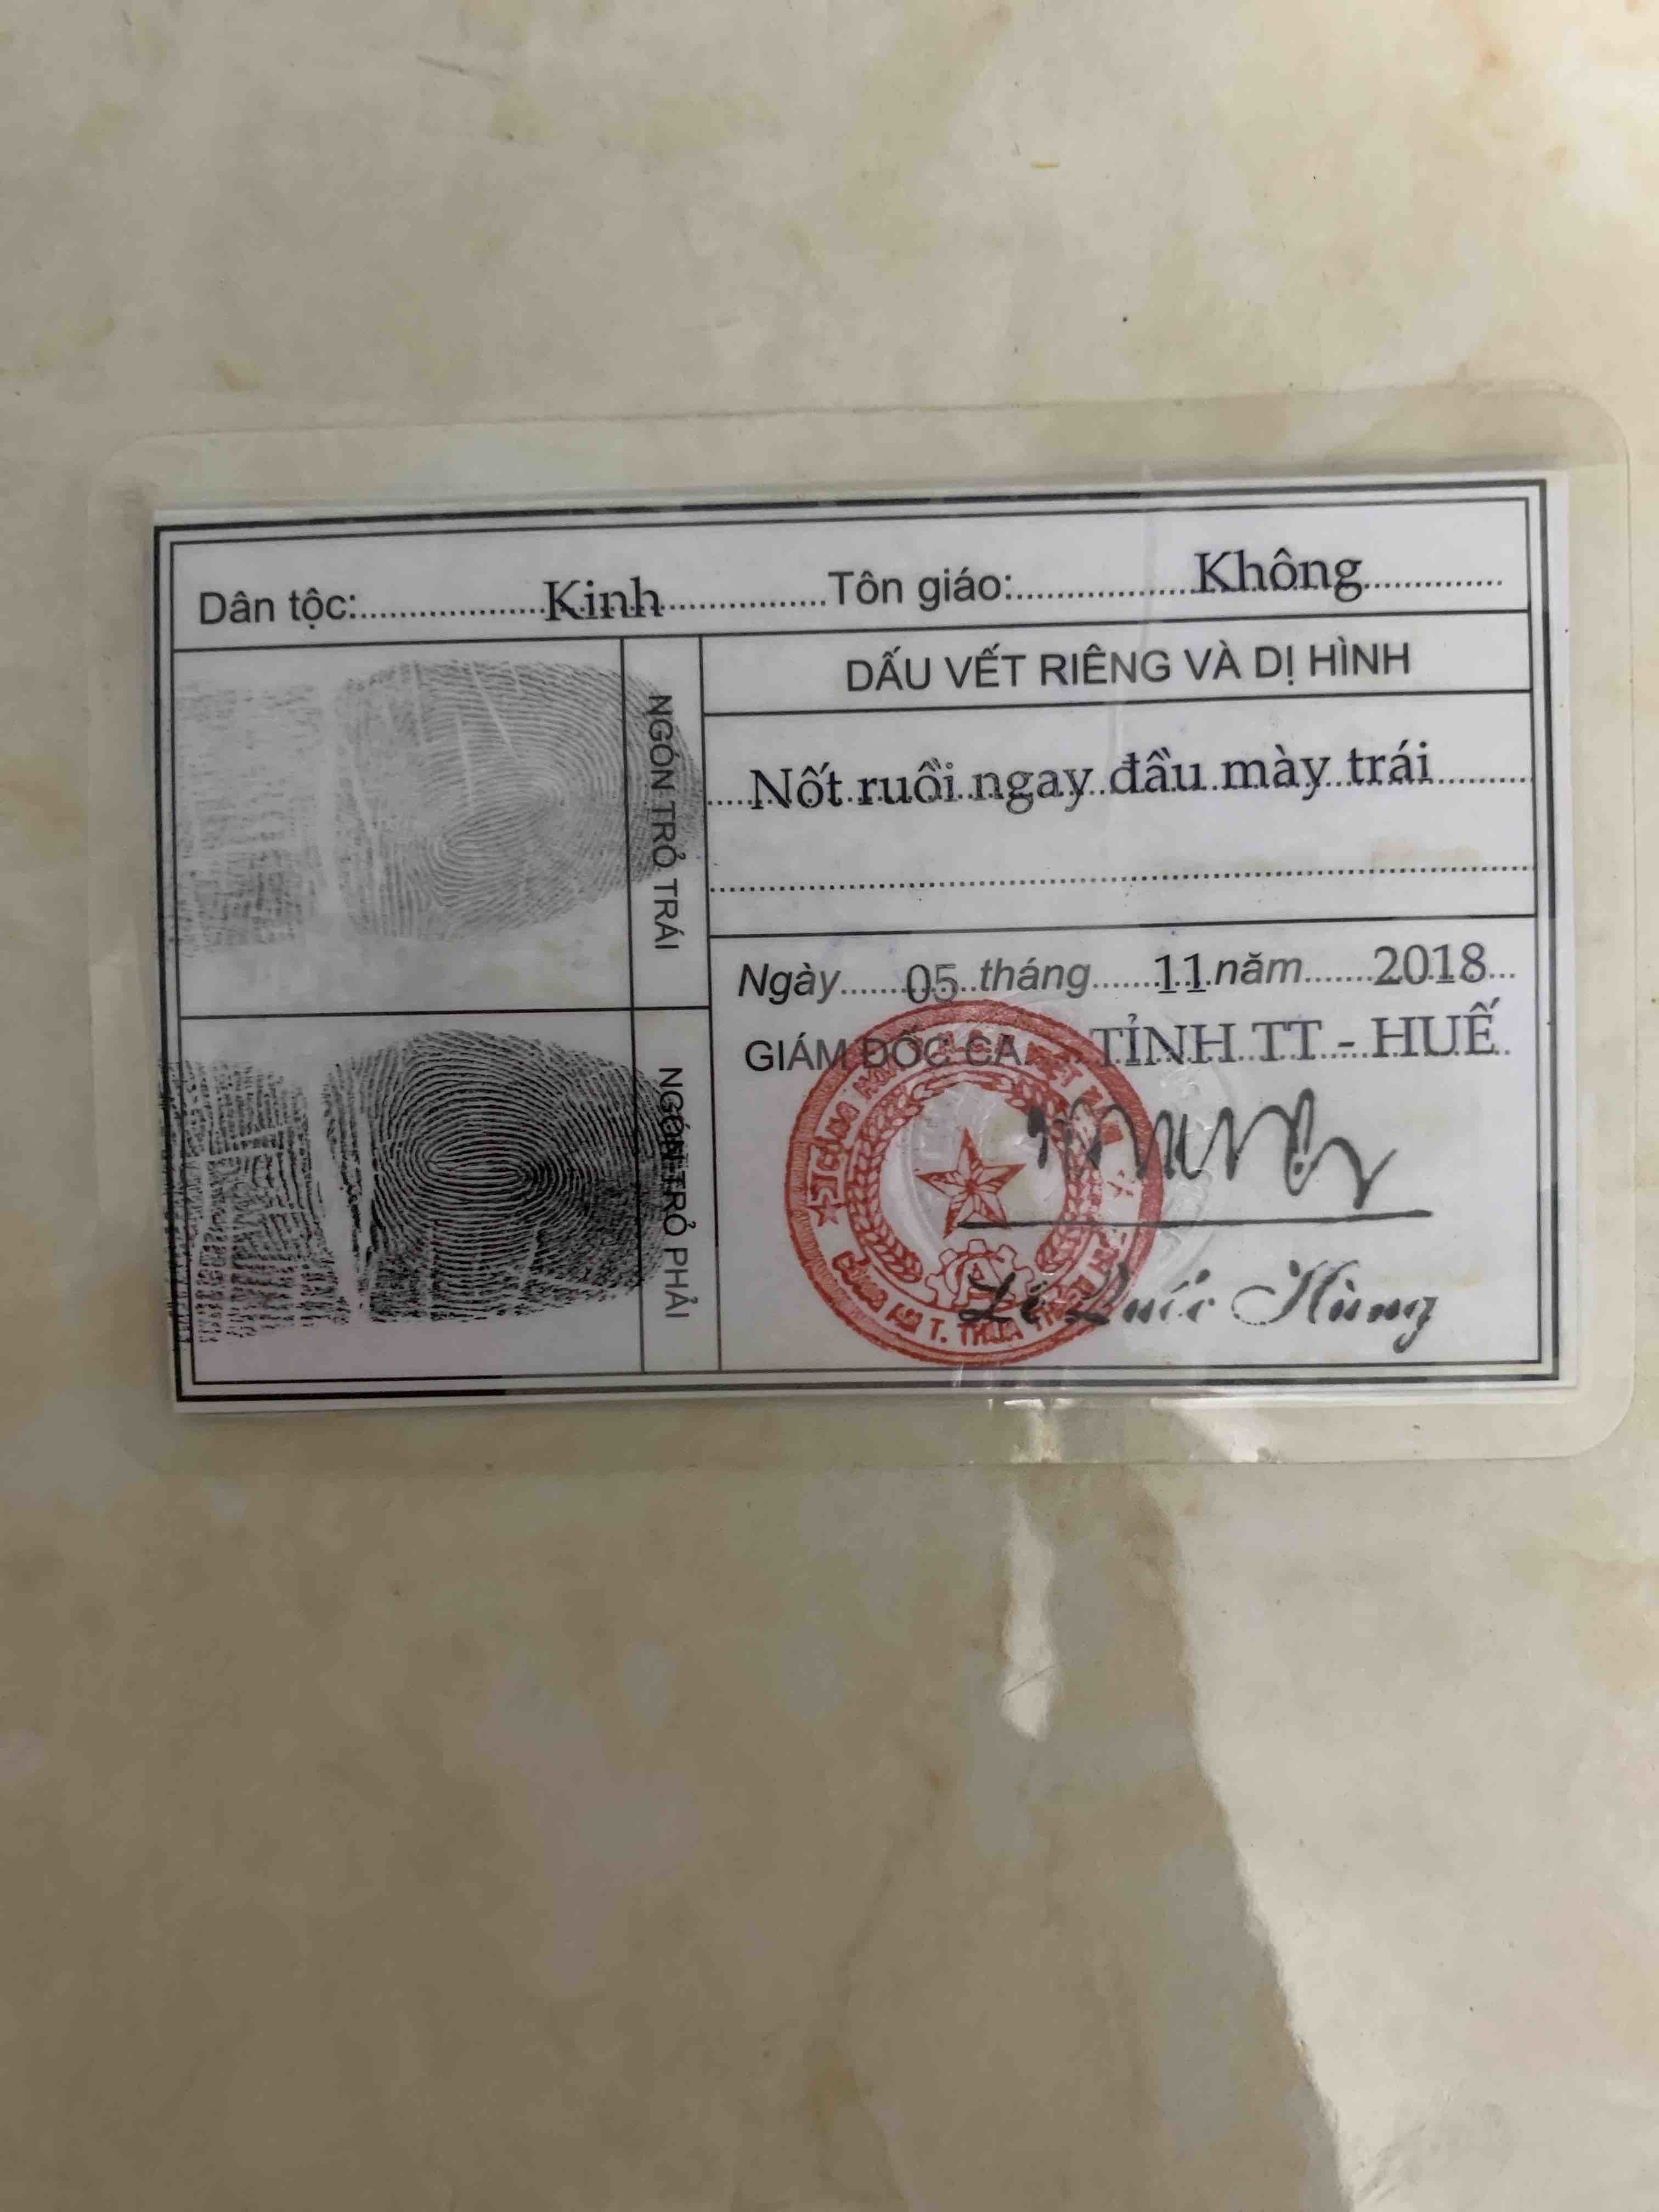 Dân tộc: Kinh Tôn giáo: Không
NGÓN TRỎ TRÁI
DẤU VẾT RIÊNG VÀ DỊ HÌNH
Nốt ruồi ngay đầu mày trái
Ngày 05 tháng 11 năm 2018
GIÁM ĐỐC CA TỈNH TT - HUẾ
NGÓN TRỎ PHẢI
Lê Quốc Hùng